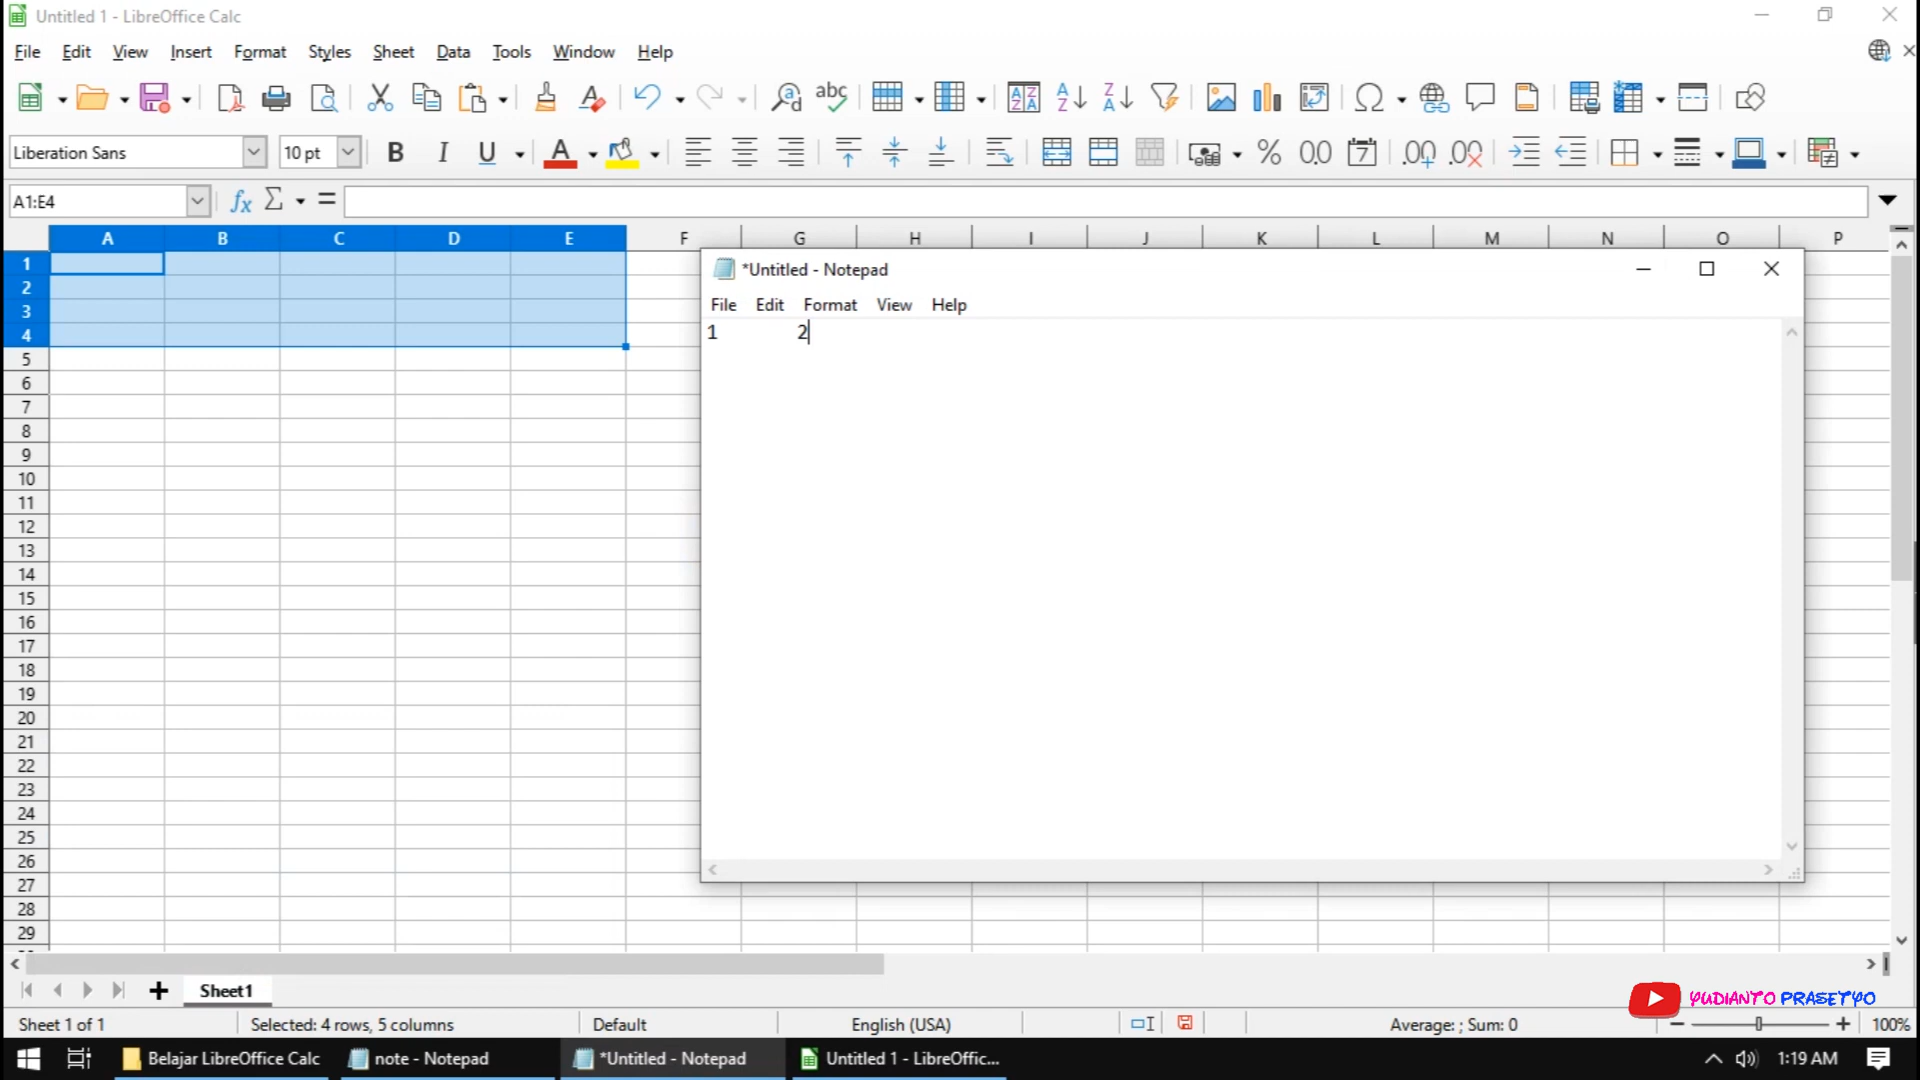 Untitled 1 - LibreOffice Calc
File Edit View Insert Format Styles Sheet Data Tools Window Help
Liberation Sans 10 pt
A1:E4
A B C D E F G H I J K L M N O P
1
2
3
4
5
6
7
8
9
10
11
12
13
14
15
16
17
18
19
20
21
22
23
24
25
26
27
28
29
*Untitled - Notepad
File Edit Format View Help
1 2
Sheet1
YUDIANTO PRASETYO
Sheet 1 of 1 Selected: 4 rows, 5 columns Default English (USA) Average: ; Sum: 0 100%
Belajar LibreOffice Calc note - Notepad *Untitled - Notepad Untitled 1 - LibreOffic... 1:19 AM